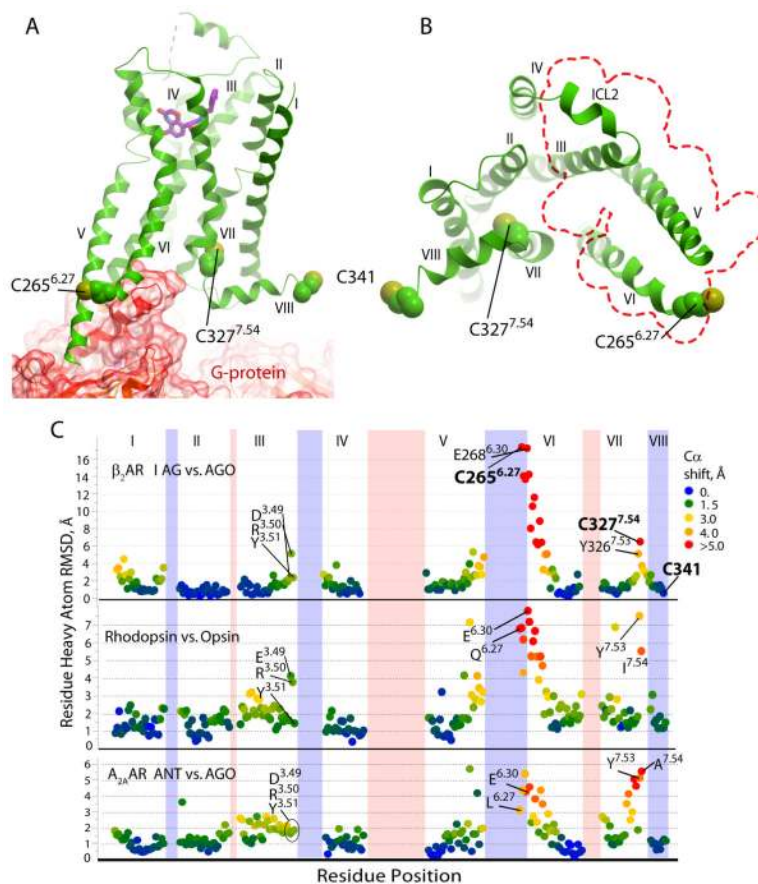 A
B
II
III
I
IV
V
VI
VII
VIII
C265^6.27
C327^7.54
G-protein
IV
ICL2
II
III
I
V
VIII
VII
VI
C341
C327^7.54
C265^6.27
C
I II III IV V VI VII VIII
β₂AR I AG vs. AGO
E268^6.30
C265^6.27
D^3.49
R^3.50
Y^3.51
C327^7.54
Y326^7.53
C341
Cα
shift, Å
0.
1.5
3.0
4.0
>5.0
16
14
12
10
8
6
4
2
0
Rhodopsin vs. Opsin
E^3.49
R^3.50
Y^3.51
E^6.30
Q^6.27
Y^7.53
I^7.54
7
6
5
4
3
2
1
0
A₂AAR ANT vs. AGO
D^3.49
R^3.50
Y^3.51
E^6.30
L^6.27
Y^7.53
A^7.54
6
5
4
3
2
1
0
Residue Heavy Atom RMSD, Å
Residue Position